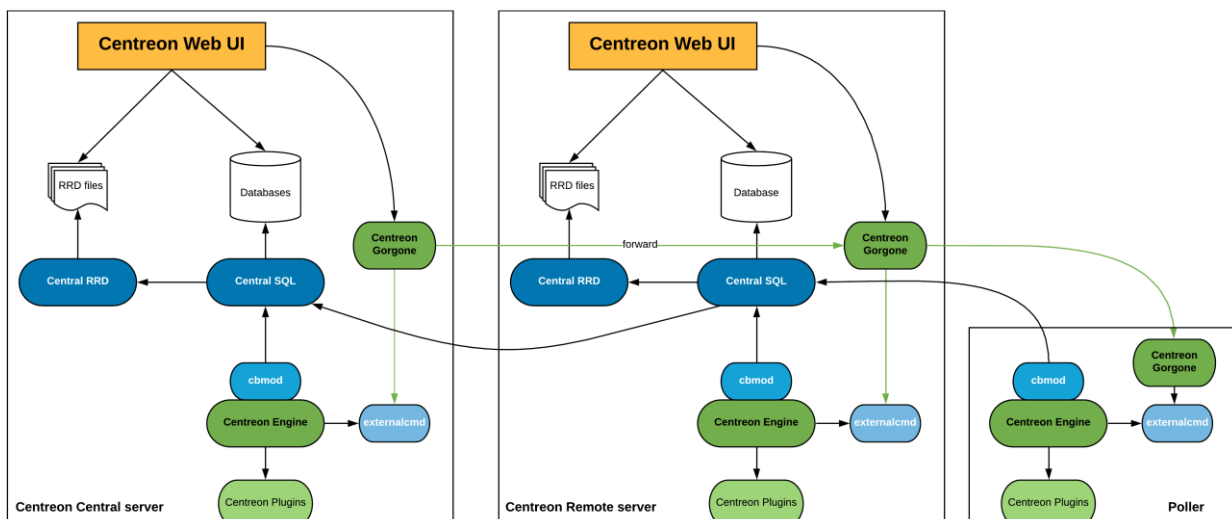 Centreon Web UI
RRD files
Databases
Centreon
Gorgone
Central RRD
Central SQL
cbmod
Centreon Engine
externalcmd
Centreon Plugins
Centreon Central server
forward
Centreon Web UI
RRD files
Database
Centreon
Gorgone
Central RRD
Central SQL
cbmod
Centreon Engine
externalcmd
Centreon Plugins
Centreon Remote server
Centreon
Gorgone
cbmod
Centreon Engine
externalcmd
Centreon Plugins
Poller